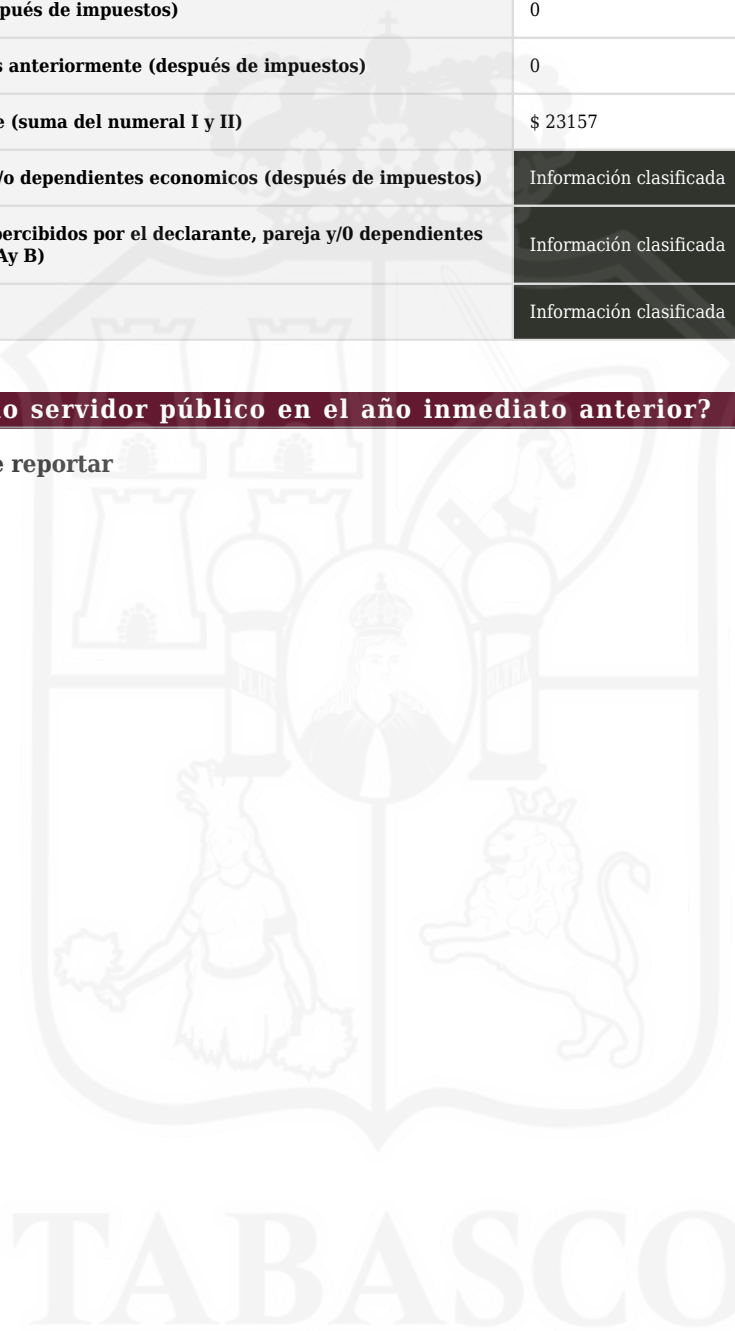 pués de impuestos)
0
s anteriormente (después de impuestos)
0
e (suma del numeral I y II)
$ 23157
/o dependientes economicos (después de impuestos)
Información clasificada
percibidos por el declarante, pareja y/0 dependientes
Ay B)
Información clasificada
Información clasificada
o servidor público en el año inmediato anterior?
e reportar
PLUS
ULTRA
TABASCO